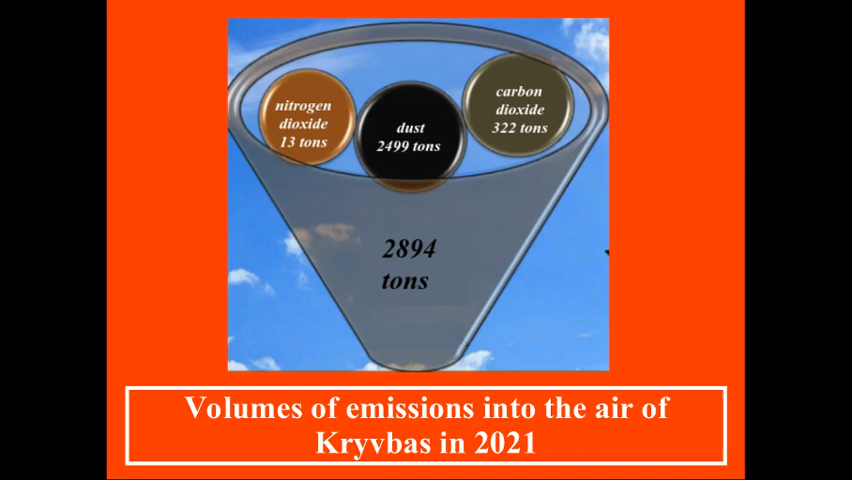 nitrogen
dioxide
13 tons
dust
2499 tons
carbon
dioxide
322 tons
2894
tons
Volumes of emissions into the air of
Kryvbas in 2021